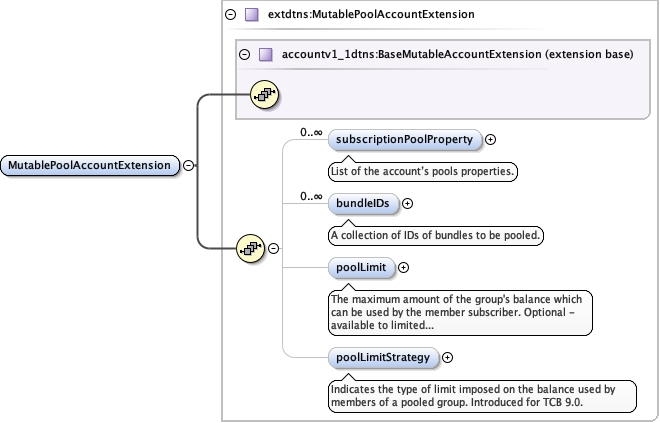 extdtns:MutablePoolAccountExtension
accountv1_1dtns:BaseMutableAccountExtension (extension base)
MutablePoolAccountExtension
0..∞
subscriptionPoolProperty
List of the account's pools properties.
0..∞
bundleIDs
A collection of IDs of bundles to be pooled.
poolLimit
The maximum amount of the group's balance which
can be used by the member subscriber. Optional –
available to limited...
poolLimitStrategy
Indicates the type of limit imposed on the balance used by
members of a pooled group. Introduced for TCB 9.0.